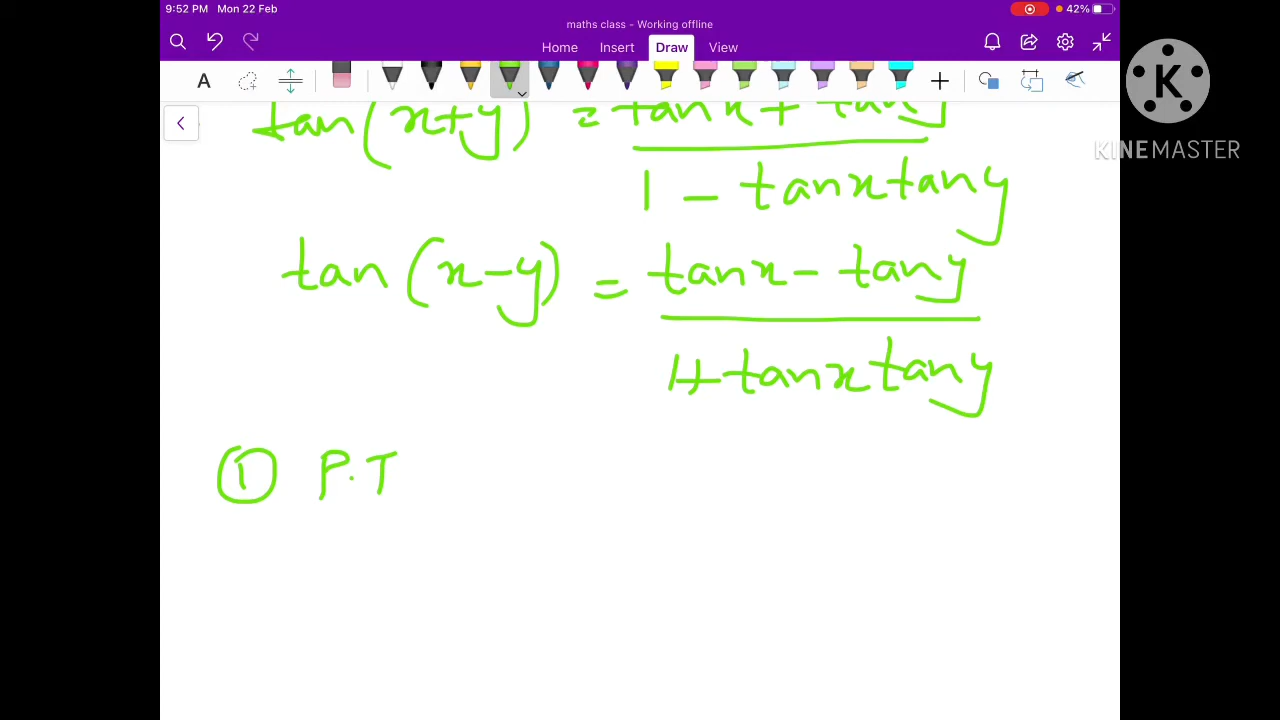 9:52 PM Mon 22 Feb
42%
maths class - Working offline
Home Insert Draw View
A
K
KINEMASTER
tan(x+y) = tanx + tany
1 - tanxtany
tan(x-y) = tanx - tany
1+tanxtany
① P.T